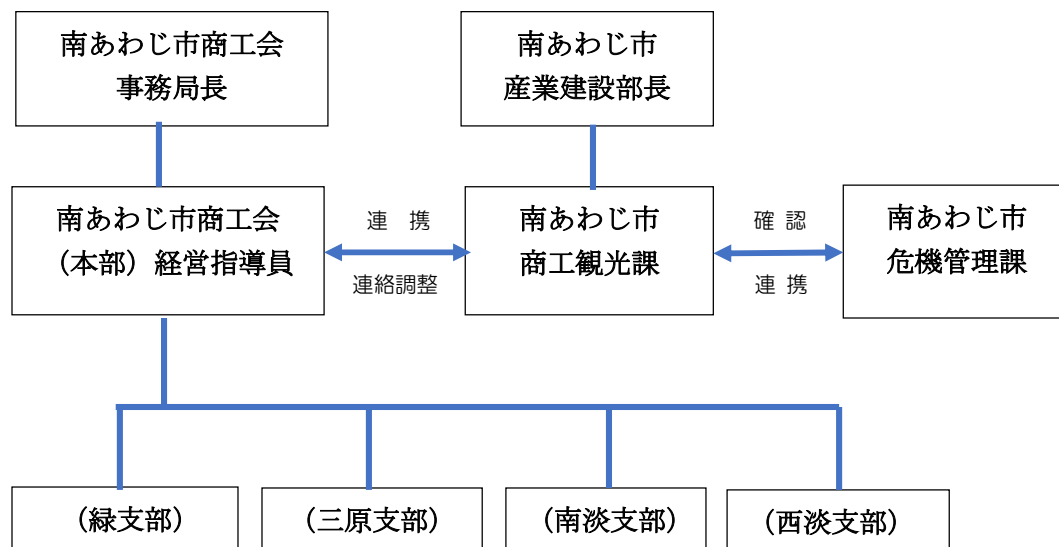 南あわじ市商工会
事務局長
南あわじ市
産業建設部長
南あわじ市商工会
（本部）経営指導員
連　携
連絡調整
南あわじ市
商工観光課
確 認
連 携
南あわじ市
危機管理課
（緑支部）
（三原支部）
（南淡支部）
（西淡支部）